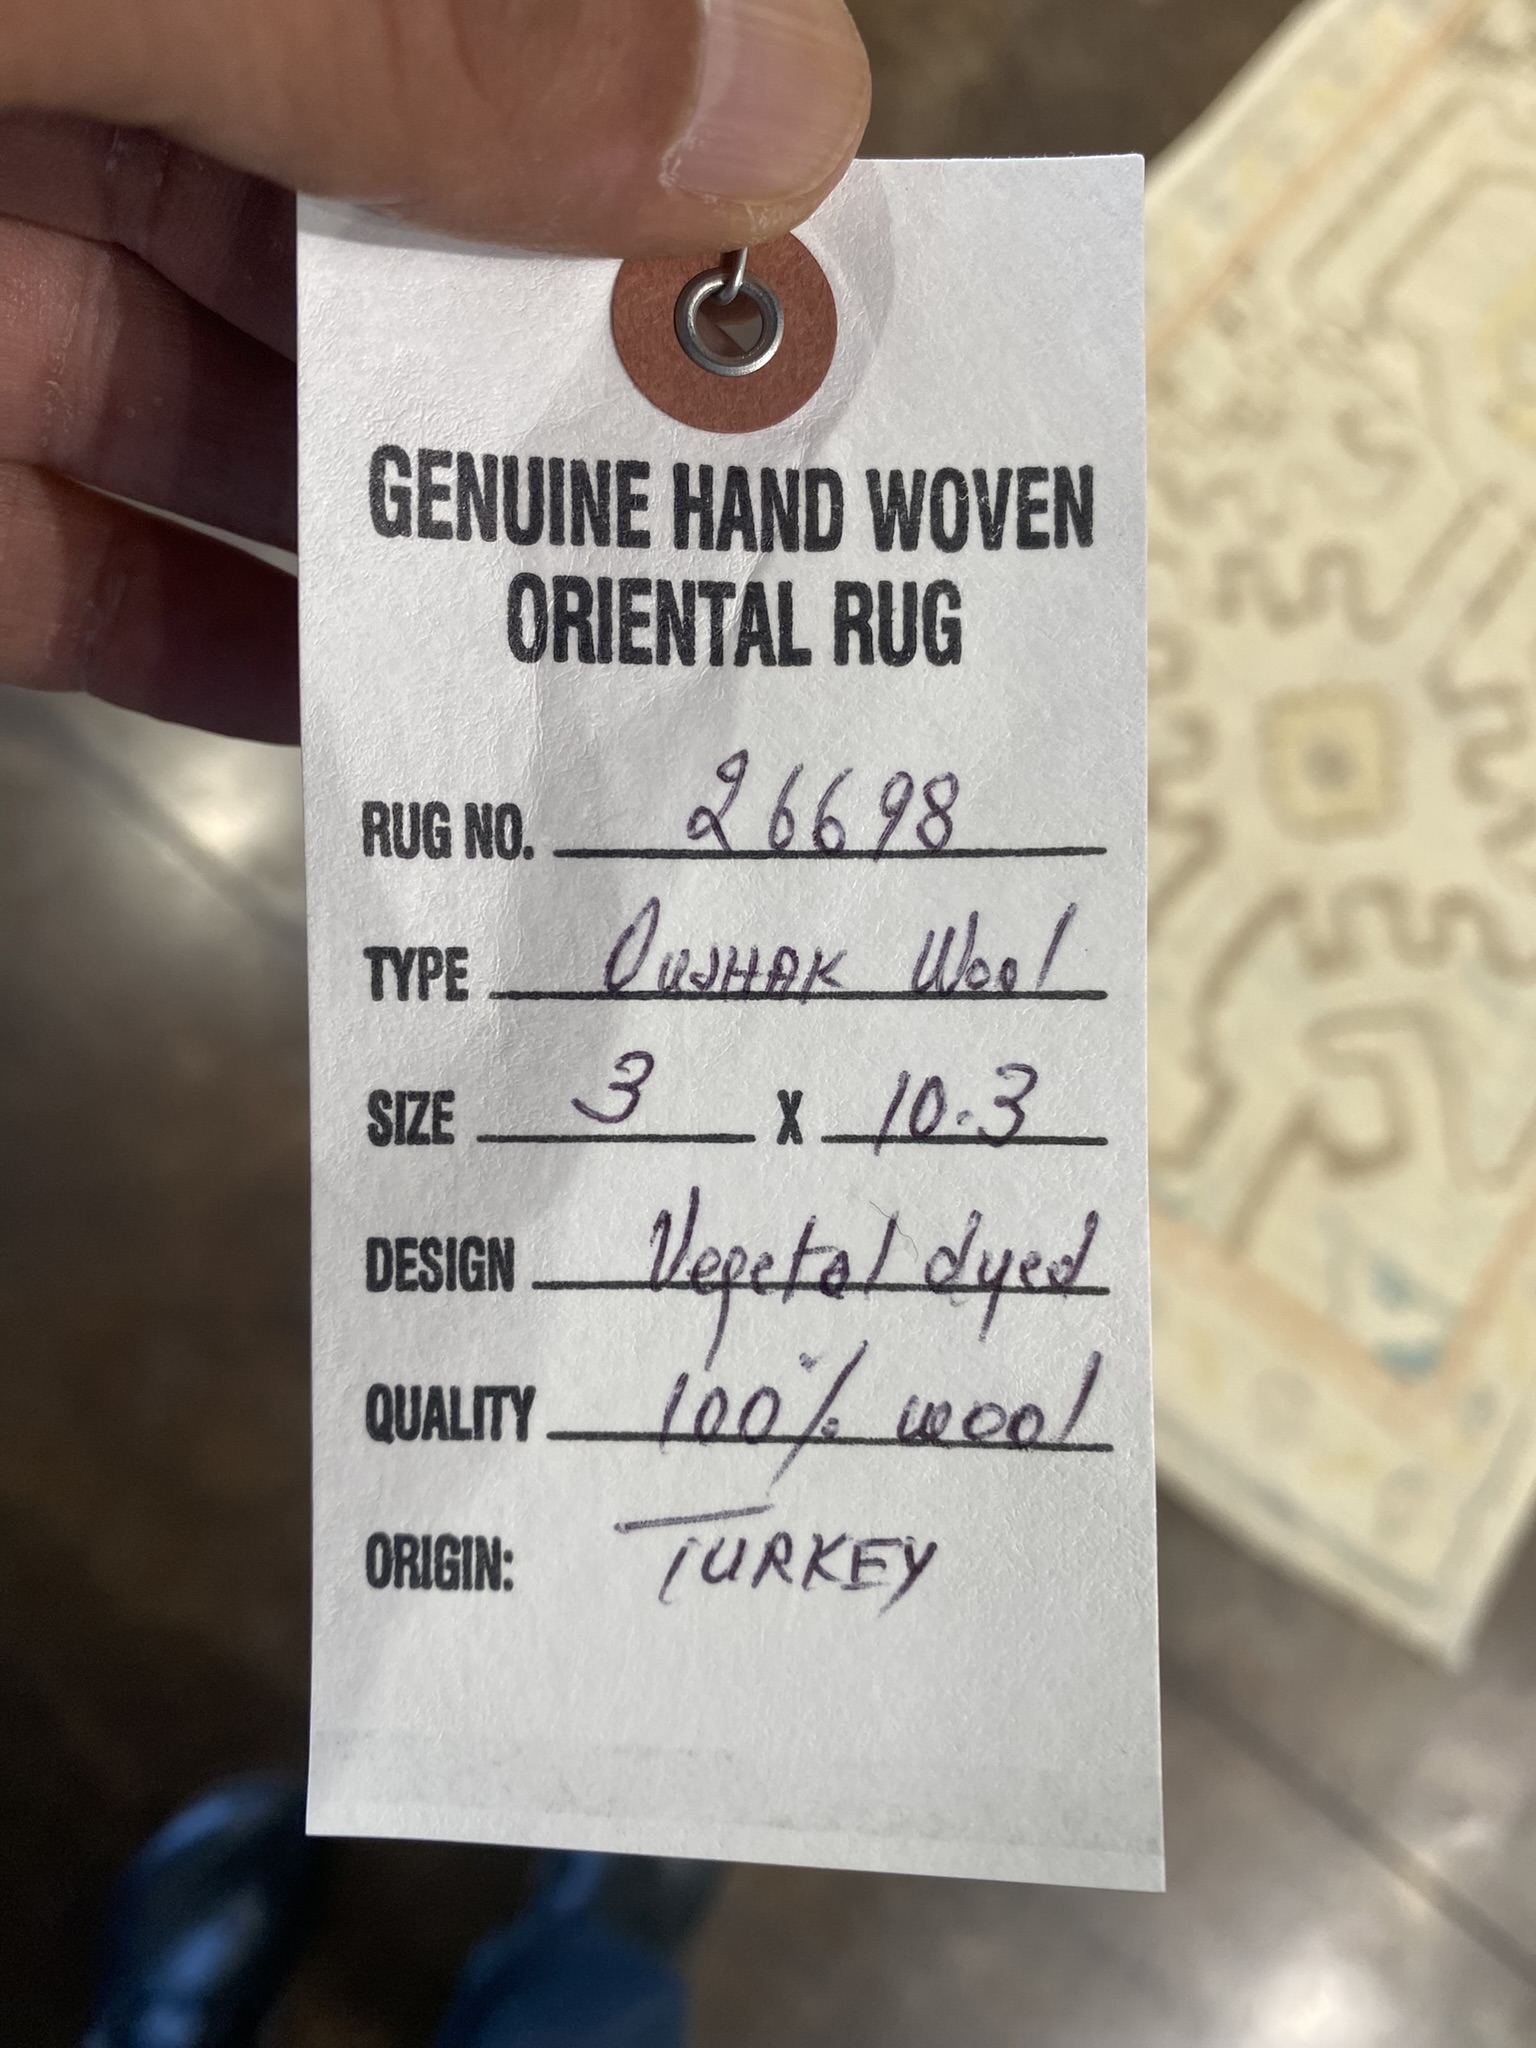 GENUINE HAND WOVEN
ORIENTAL RUG
RUG NO. 26698
TYPE OUSHAK Wool
SIZE 3 X 10.3
DESIGN Vegetal dyed
QUALITY 100% wool
ORIGIN: TURKEY